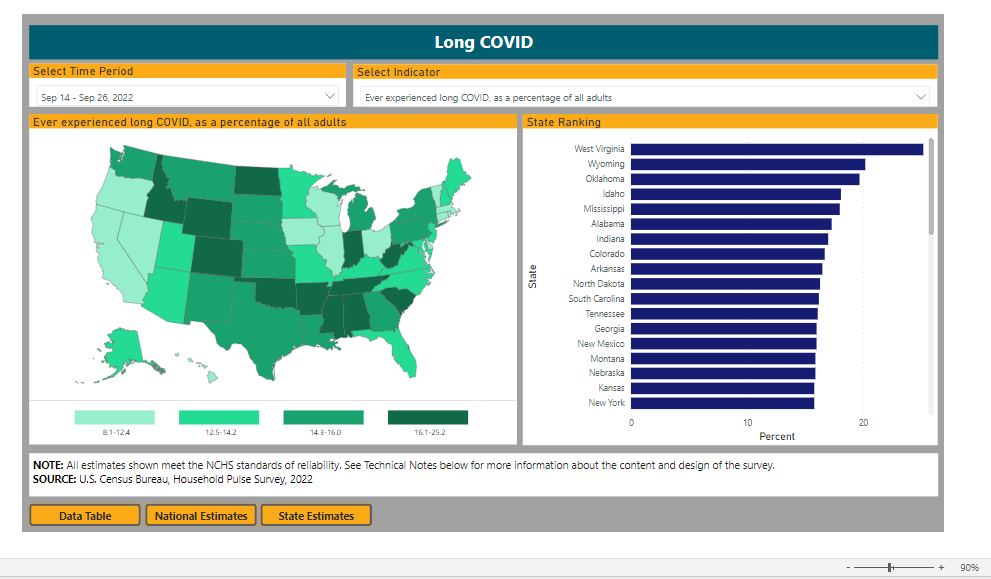 Long COVID
Select Time Period
Select Indicator
Sep 14 - Sep 26, 2022
Ever experienced long COVID, as a percentage of all adults
Ever experienced long COVID, as a percentage of all adults
8.1-12.4
12.5-14.2
14.3-16.0
16.1-25.2
State Ranking
State
West Virginia
Wyoming
Oklahoma
Idaho
Mississippi
Alabama
Indiana
Colorado
Arkansas
North Dakota
South Carolina
Tennessee
Georgia
New Mexico
Montana
Nebraska
Kansas
New York
0 10 20
Percent
NOTE: All estimates shown meet the NCHS standards of reliability. See Technical Notes below for more information about the content and design of the survey.
SOURCE: U.S. Census Bureau, Household Pulse Survey, 2022
Data Table
National Estimates
State Estimates
- + 90%